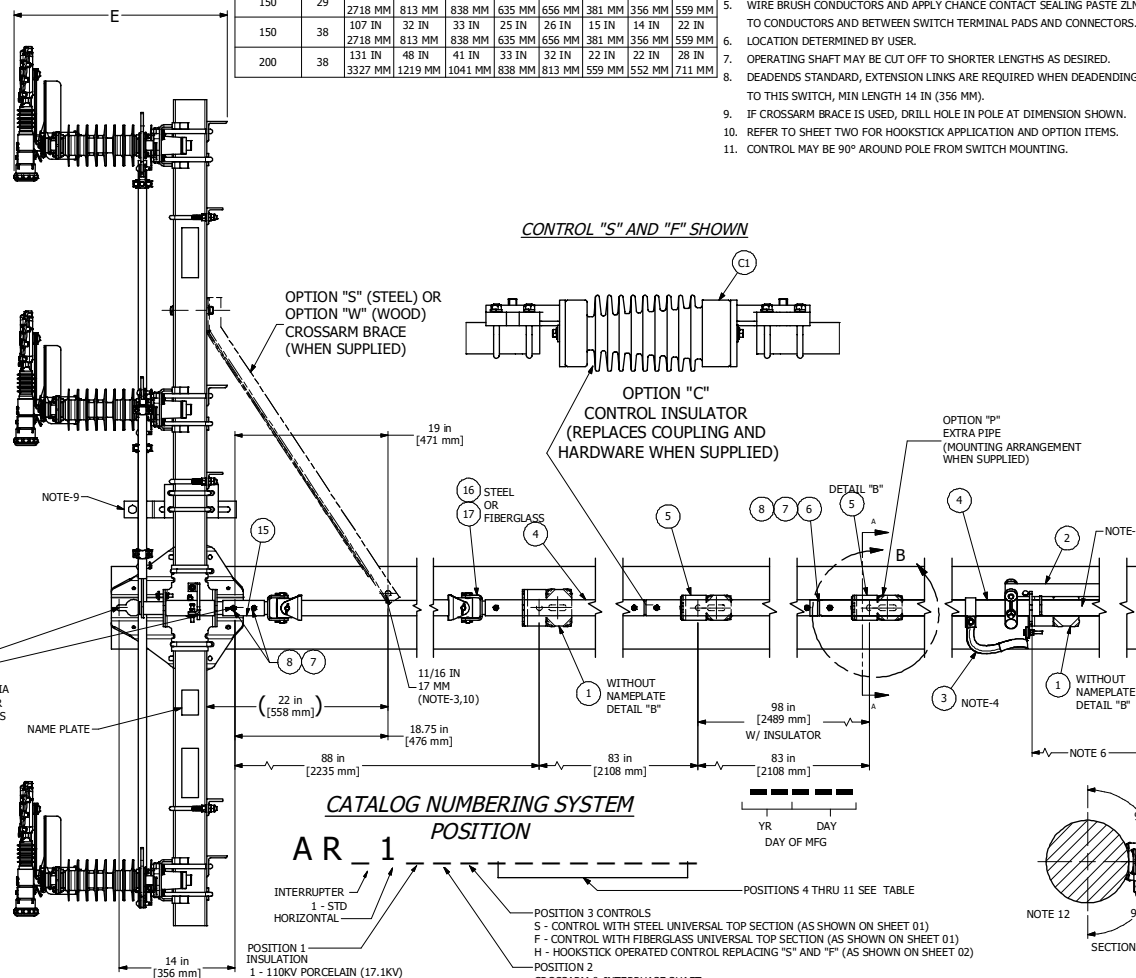 E
150 29
2718 MM 813 MM 838 MM 635 MM 656 MM 381 MM 356 MM 559 MM
150 38 107 IN 32 IN 33 IN 25 IN 26 IN 15 IN 14 IN 22 IN
2718 MM 813 MM 838 MM 635 MM 656 MM 381 MM 356 MM 559 MM
200 38 131 IN 48 IN 41 IN 33 IN 32 IN 22 IN 22 IN 28 IN
3327 MM 1219 MM 1041 MM 838 MM 813 MM 559 MM 552 MM 711 MM
5. WIRE BRUSH CONDUCTORS AND APPLY CHANCE CONTACT SEALING PASTE ZLN
TO CONDUCTORS AND BETWEEN SWITCH TERMINAL PADS AND CONNECTORS.
6. LOCATION DETERMINED BY USER.
7. OPERATING SHAFT MAY BE CUT OFF TO SHORTER LENGTHS AS DESIRED.
8. DEADENDS STANDARD, EXTENSION LINKS ARE REQUIRED WHEN DEADENDING
TO THIS SWITCH, MIN LENGTH 14 IN (356 MM).
9. IF CROSSARM BRACE IS USED, DRILL HOLE IN POLE AT DIMENSION SHOWN.
10. REFER TO SHEET TWO FOR HOOKSTICK APPLICATION AND OPTION ITEMS.
11. CONTROL MAY BE 90° AROUND POLE FROM SWITCH MOUNTING.
CONTROL "S" AND "F" SHOWN
C1
OPTION "S" (STEEL) OR
OPTION "W" (WOOD)
CROSSARM BRACE
(WHEN SUPPLIED)
OPTION "C"
CONTROL INSULATOR
(REPLACES COUPLING AND
HARDWARE WHEN SUPPLIED)
19 in
[471 mm]
OPTION "P"
EXTRA PIPE
(MOUNTING ARRANGEMENT
WHEN SUPPLIED)
NOTE-9
16 STEEL
OR
17 FIBERGLASS
15
4
5
8 7 6
DETAIL "B"
5
A
B
4
2
NOTE-
8 7
11/16 IN
17 MM
(NOTE-3,10)
1 WITHOUT
NAMEPLATE
DETAIL "B"
A
3 NOTE-4
1 WITHOUT
NAMEPLATE
DETAIL "B"
NAME PLATE
(22 in
[558 mm])
18.75 in
[476 mm]
98 in
[2489 mm]
W/ INSULATOR
NOTE 6
88 in
[2235 mm]
83 in
[2108 mm]
83 in
[2108 mm]
CATALOG NUMBERING SYSTEM
POSITION
YR DAY
DAY OF MFG
A R _ 1
INTERRUPTER
1 - STD
HORIZONTAL
POSITIONS 4 THRU 11 SEE TABLE
POSITION 3 CONTROLS
S - CONTROL WITH STEEL UNIVERSAL TOP SECTION (AS SHOWN ON SHEET 01)
F - CONTROL WITH FIBERGLASS UNIVERSAL TOP SECTION (AS SHOWN ON SHEET 01)
H - HOOKSTICK OPERATED CONTROL REPLACING "S" AND "F" (AS SHOWN ON SHEET 02)
POSITION 1
INSULATION
1 - 110KV PORCELAIN (17.1KV)
POSITION 2
14 in
[356 mm]
NOTE 12
SECTION